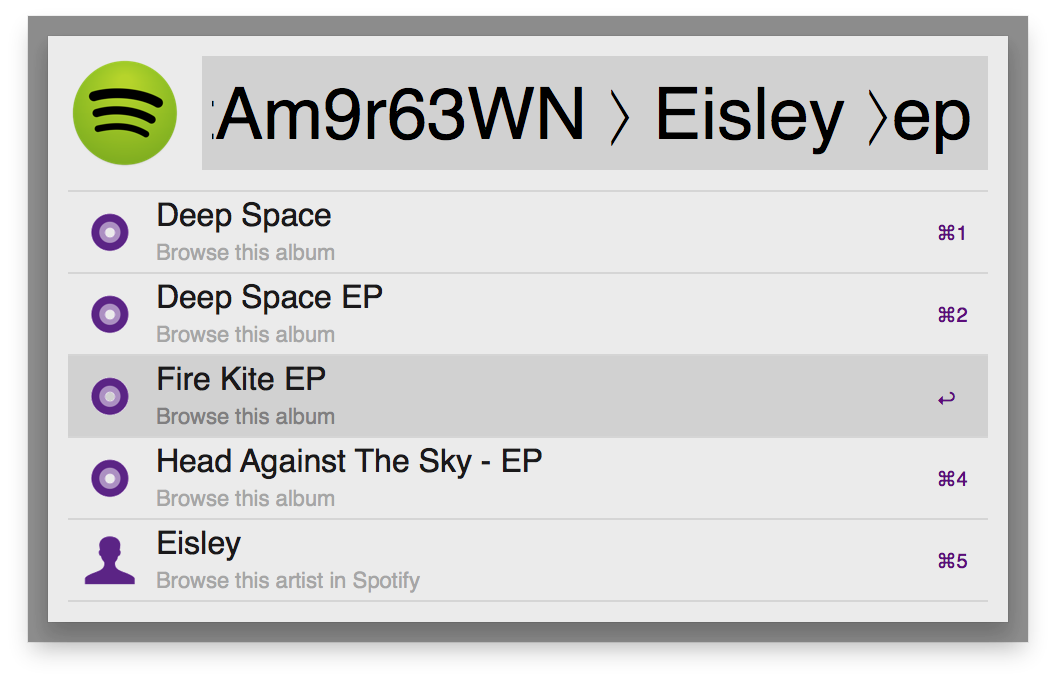 tAm9r63WN 〉 Eisley 〉ep
Deep Space
Browse this album
⌘1
Deep Space EP
Browse this album
⌘2
Fire Kite EP
Browse this album
↩
Head Against The Sky - EP
Browse this album
⌘4
Eisley
Browse this artist in Spotify
⌘5